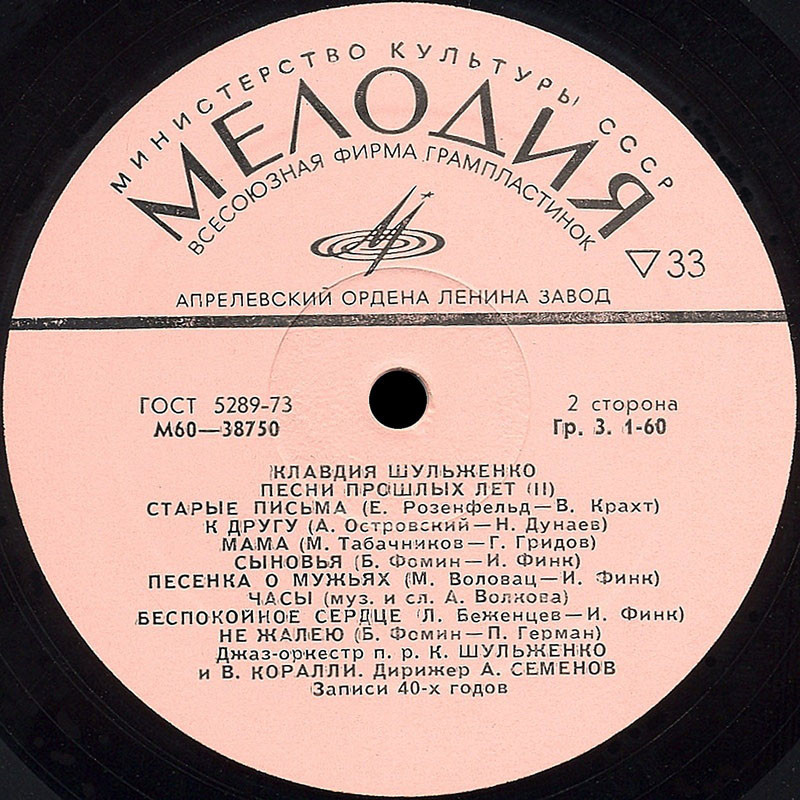 МИНИСТЕРСТВО КУЛЬТУРЫ СССР
МЕЛОДИЯ
ВСЕСОЮЗНАЯ ФИРМА ГРАМПЛАСТИНОК
▽33
АПРЕЛЕВСКИЙ ОРДЕНА ЛЕНИНА ЗАВОД
ГОСТ 5289-73
М60—38750
2 сторона
Гр. 3. 1-60
КЛАВДИЯ ШУЛЬЖЕНКО
ПЕСНИ ПРОШЛЫХ ЛЕТ (II)
СТАРЫЕ ПИСЬМА (Е. Розенфельд—В. Крахт)
К ДРУГУ (А. Островский—Н. Дунаев)
МАМА (М. Табачников—Г. Гридов)
СЫНОВЬЯ (Б. Фомин—И. Финк)
ПЕСЕНКА О МУЖЬЯХ (М. Воловац—И. Финк)
ЧАСЫ (муз. и сл. А. Волкова)
БЕСПОКОЙНОЕ СЕРДЦЕ (Л. Беженцев—И. Финк)
НЕ ЖАЛЕЮ (Б. Фомин—П. Герман)
Джаз-оркестр п. р. К. ШУЛЬЖЕНКО
и В. КОРАЛЛИ. Дирижер А. СЕМЕНОВ
Записи 40-х годов